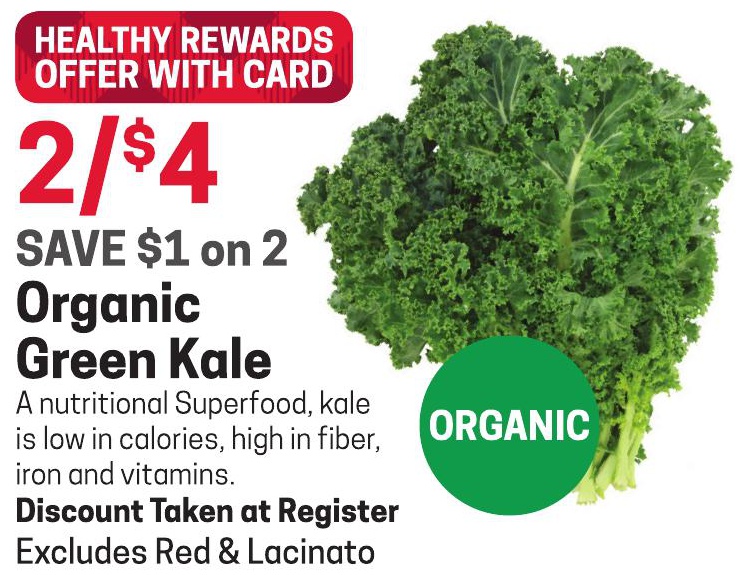 HEALTHY REWARDS
OFFER WITH CARD
2/$4
SAVE $1 on 2
Organic
Green Kale
A nutritional Superfood, kale
is low in calories, high in fiber,
iron and vitamins.
Discount Taken at Register
Excludes Red & Lacinato
ORGANIC